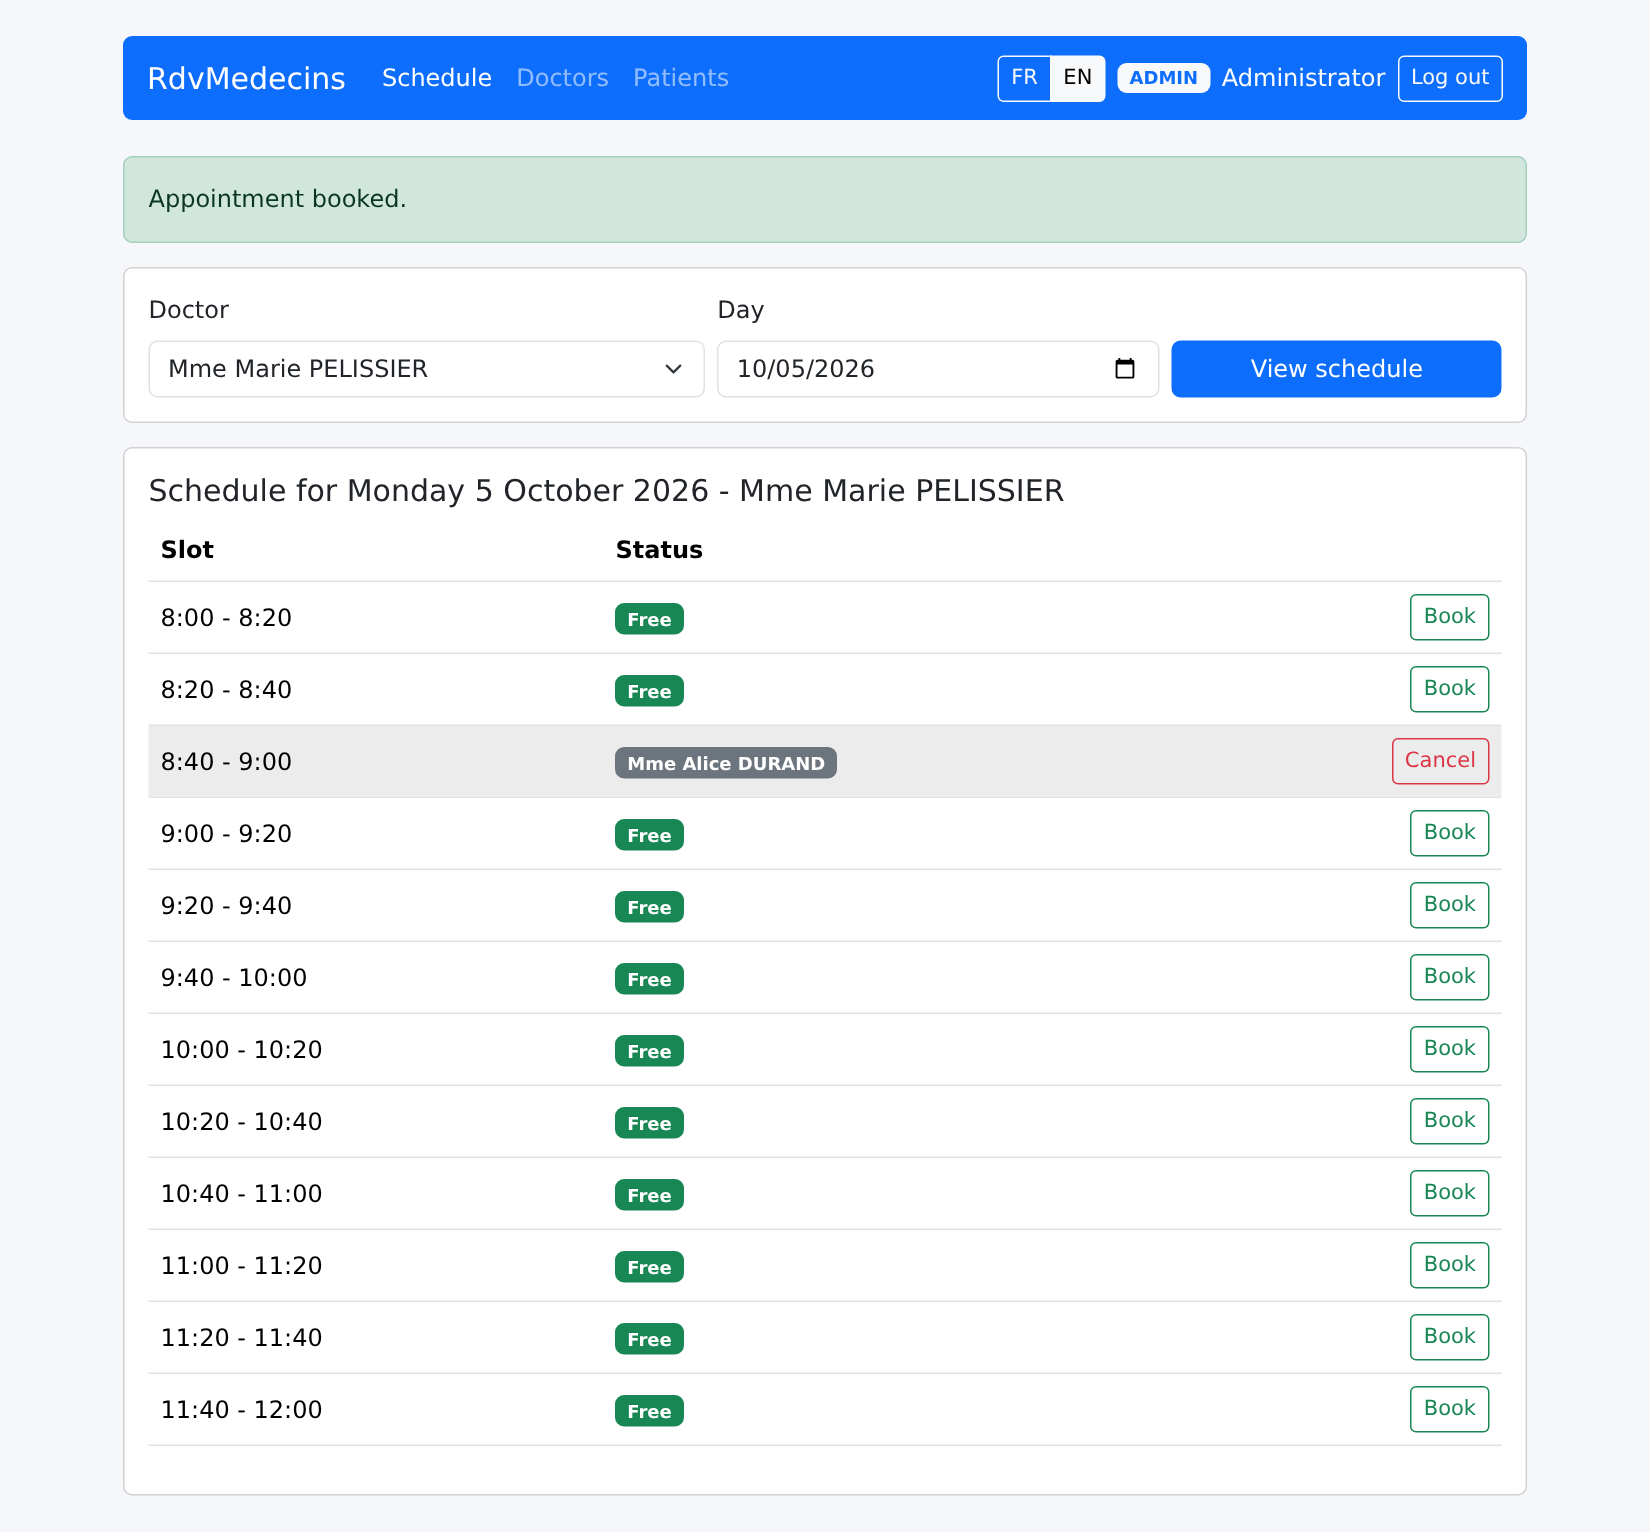 RdvMedecins Schedule Doctors Patients FR EN ADMIN Administrator Log out
Appointment booked.
Doctor Day
Mme Marie PELISSIER 10/05/2026 View schedule
Schedule for Monday 5 October 2026 - Mme Marie PELISSIER
Slot Status
8:00 - 8:20 Free Book
8:20 - 8:40 Free Book
8:40 - 9:00 Mme Alice DURAND Cancel
9:00 - 9:20 Free Book
9:20 - 9:40 Free Book
9:40 - 10:00 Free Book
10:00 - 10:20 Free Book
10:20 - 10:40 Free Book
10:40 - 11:00 Free Book
11:00 - 11:20 Free Book
11:20 - 11:40 Free Book
11:40 - 12:00 Free Book